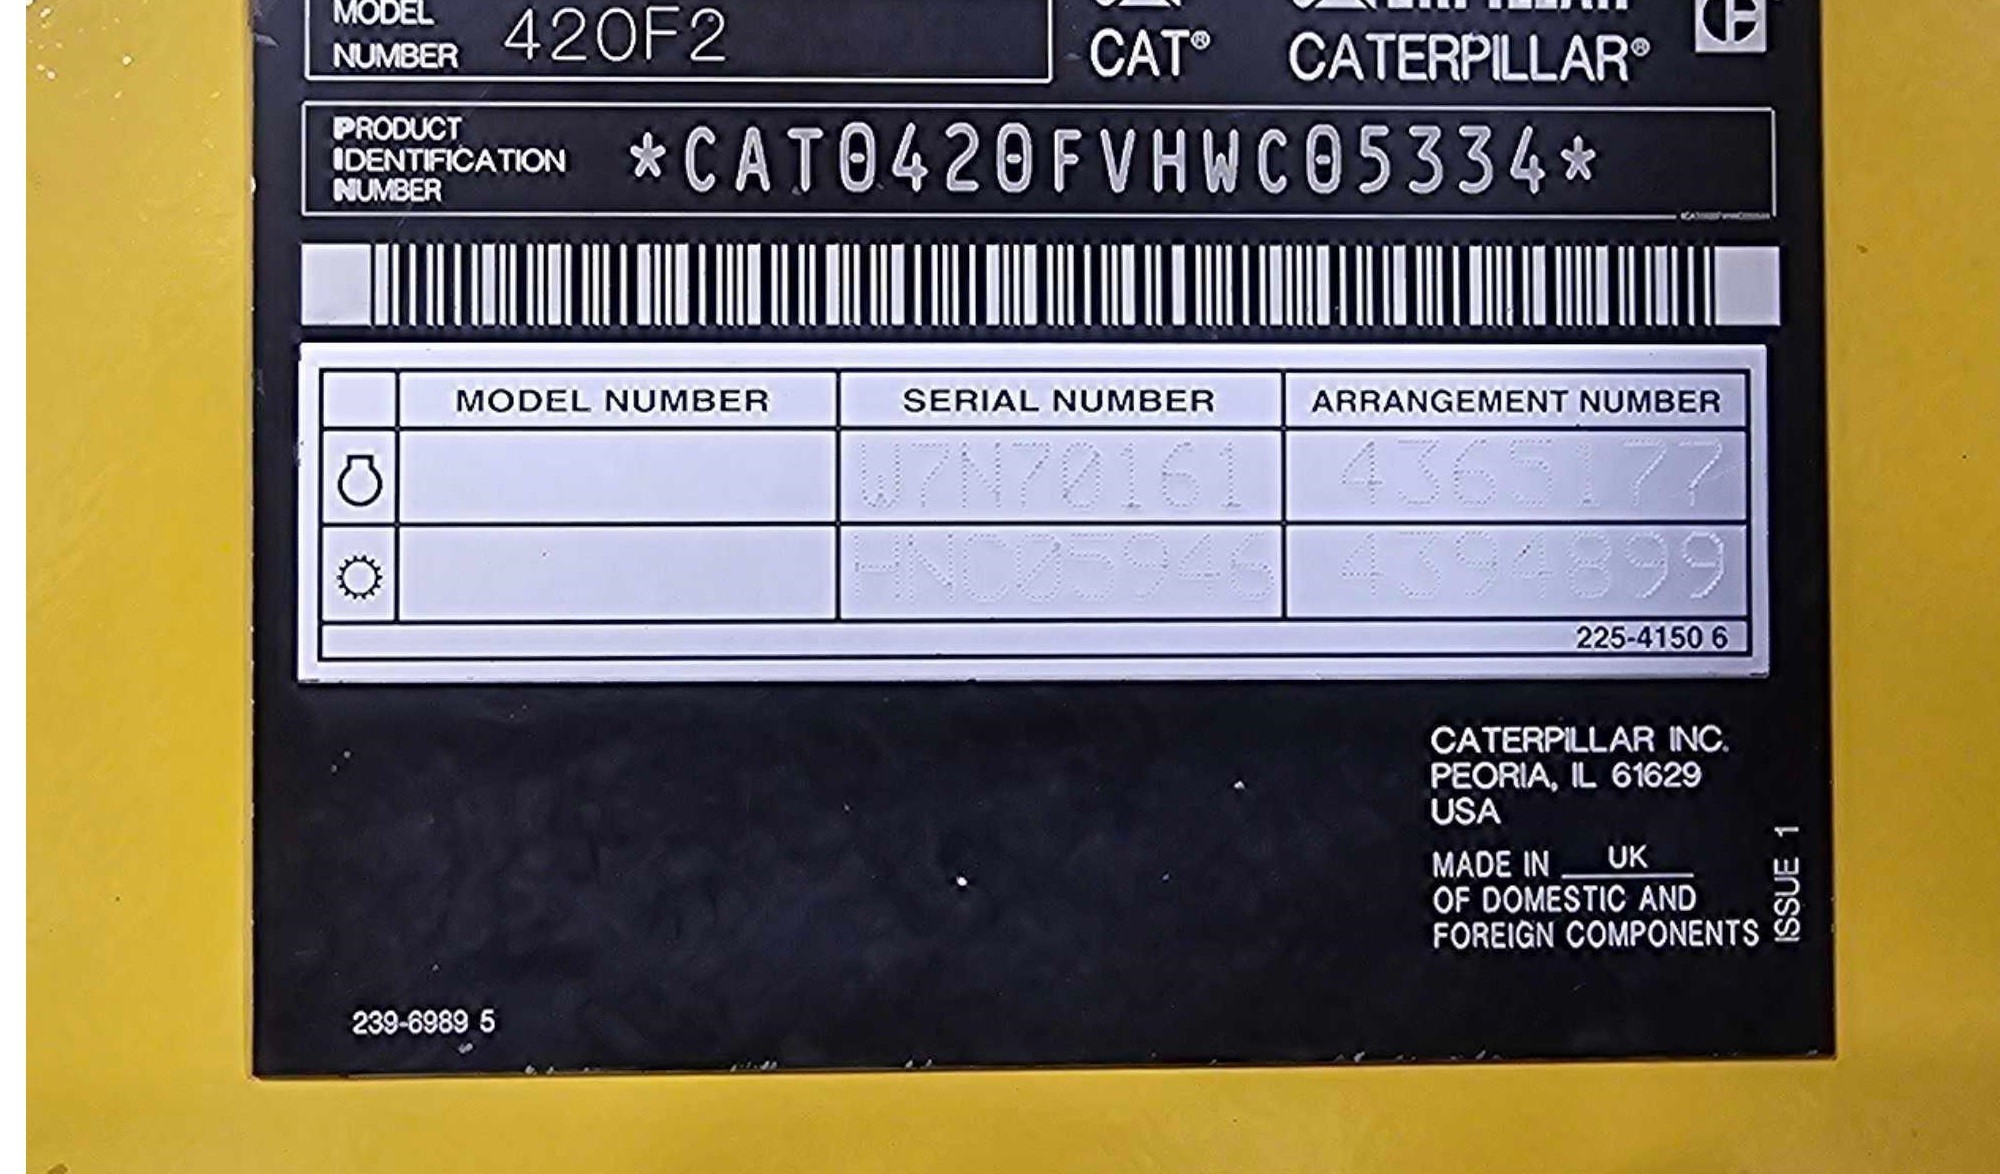 MODEL
NUMBER 420F2
CAT® CATERPILLAR®
PRODUCT
IDENTIFICATION
NUMBER
*CAT0420FVHWC05334*
MODEL NUMBER SERIAL NUMBER ARRANGEMENT NUMBER
W7N70161 4365177
HNC05946 4394899
225-4150 6
CATERPILLAR INC.
PEORIA, IL 61629
USA
MADE IN UK
OF DOMESTIC AND
FOREIGN COMPONENTS
ISSUE 1
239-6989 5